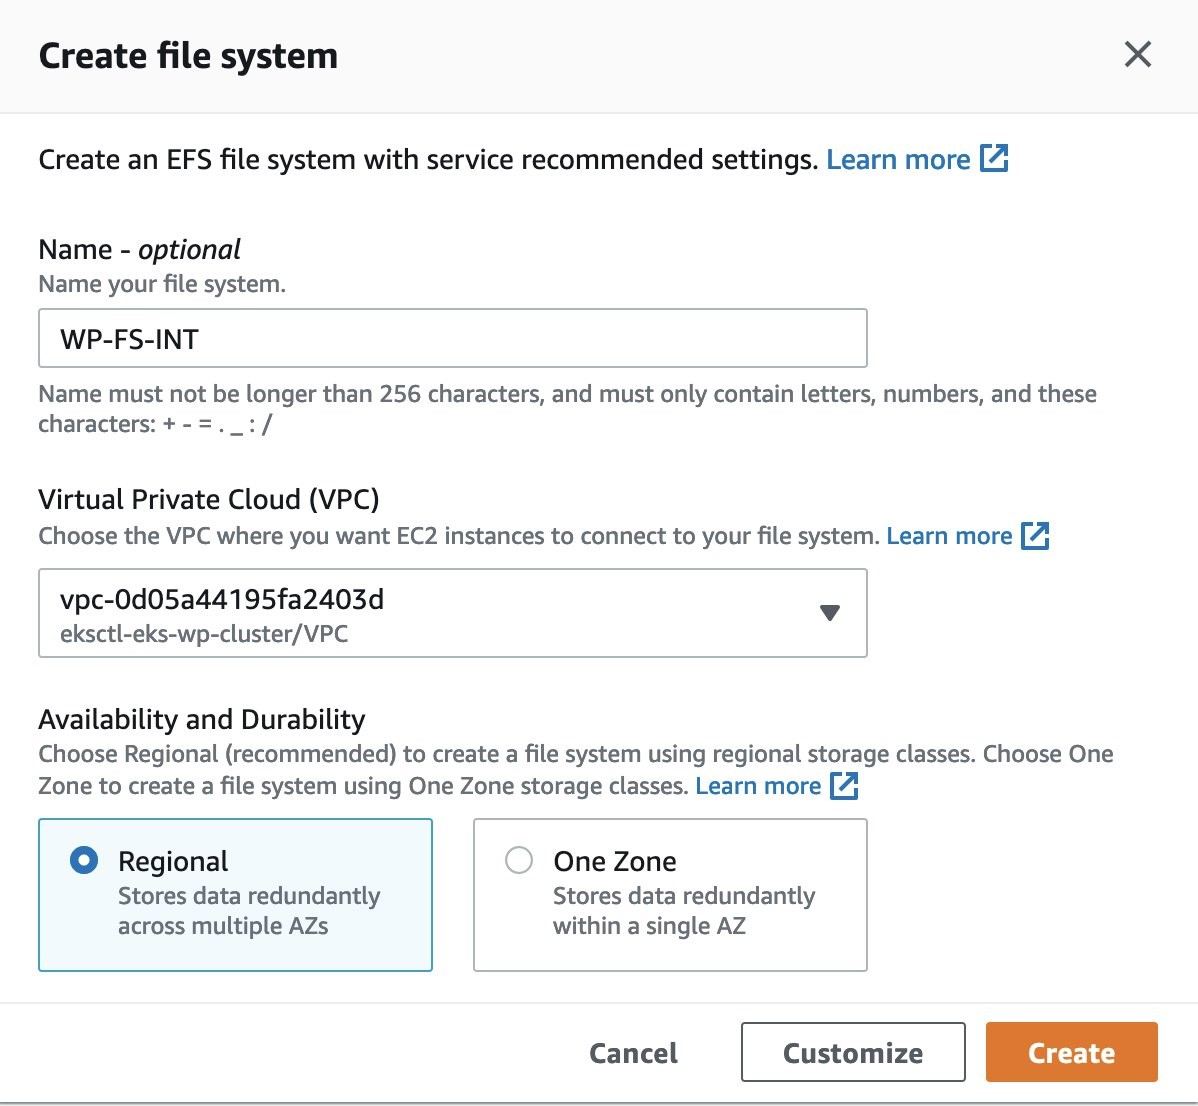 Create file system
Create an EFS file system with service recommended settings. Learn more
Name - optional
Name your file system.
WP-FS-INT
Name must not be longer than 256 characters, and must only contain letters, numbers, and these
characters: + - = . _ : /
Virtual Private Cloud (VPC)
Choose the VPC where you want EC2 instances to connect to your file system. Learn more
vpc-0d05a44195fa2403d
eksctl-eks-wp-cluster/VPC
Availability and Durability
Choose Regional (recommended) to create a file system using regional storage classes. Choose One
Zone to create a file system using One Zone storage classes. Learn more
Regional
Stores data redundantly
across multiple AZs
One Zone
Stores data redundantly
within a single AZ
Cancel
Customize
Create